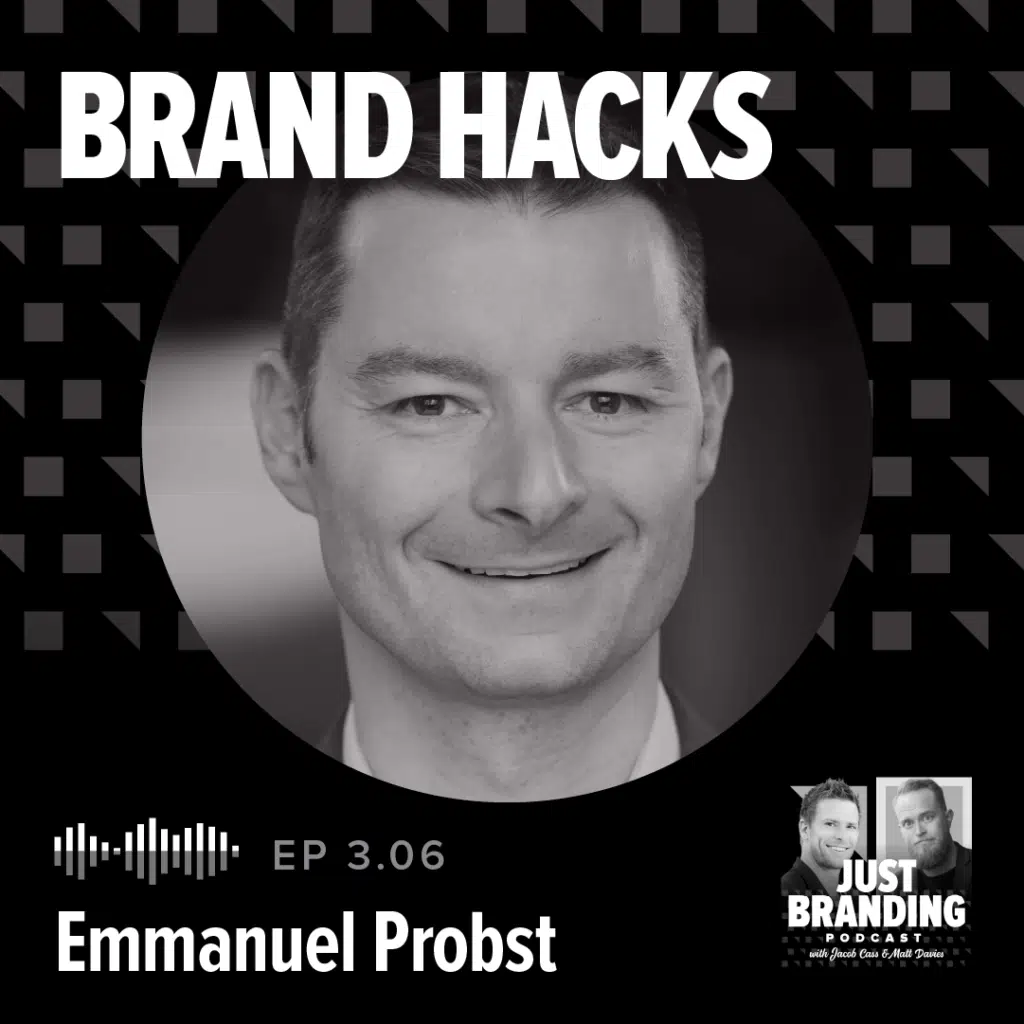 BRAND HACKS
EP 3.06
Emmanuel Probst
JUST
BRANDING
PODCAST
with Jacob Cass & Matt Davies